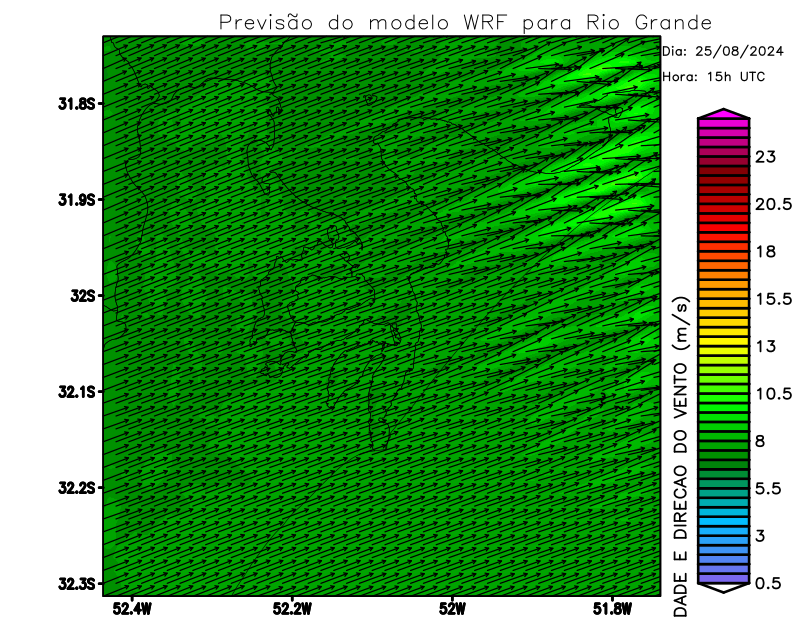 Previsão do modelo WRF para Rio Grande
Dia: 25/08/2024
Hora: 15h UTC
31.8S
31.9S
32S
32.1S
32.2S
32.3S
52.4W
52.2W
52W
51.8W
23
20.5
18
15.5
13
10.5
8
5.5
3
0.5
DADE E DIRECAO DO VENTO (m/s)